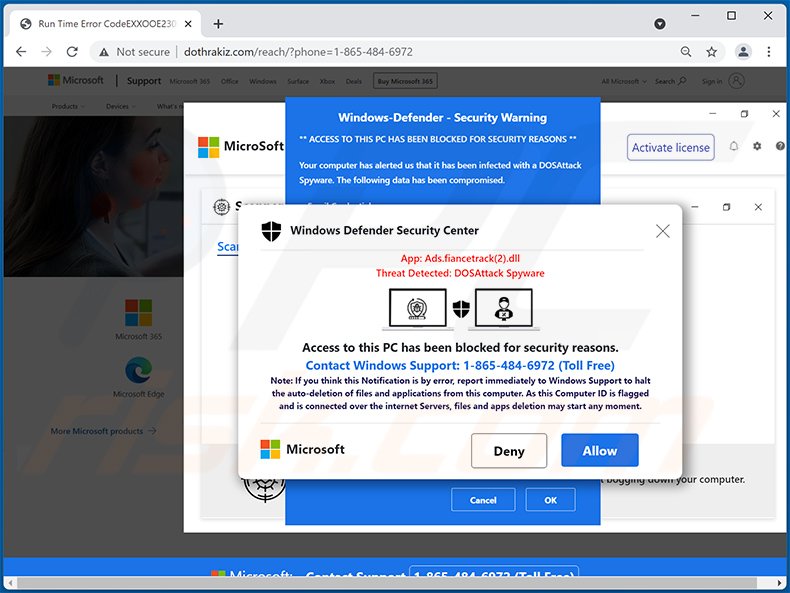 Run Time Error CodeEXXOOE230
Not secure | dothrakiz.com/reach/?phone=1-865-484-6972
Microsoft | Support Microsoft 365 Office Windows Surface Xbox Deals Buy Microsoft 365 All Microsoft Search Sign in
Products Devices What's n
MicroSoft
Activate license
Windows-Defender - Security Warning
** ACCESS TO THIS PC HAS BEEN BLOCKED FOR SECURITY REASONS **
Your computer has alerted us that it has been infected with a DOSAttack
Spyware. The following data has been compromised.
Scan
Windows Defender Security Center
App: Ads.fiancetrack(2).dll
Threat Detected: DOSAttack Spyware
Access to this PC has been blocked for security reasons.
Contact Windows Support: 1-865-484-6972 (Toll Free)
Note: If you think this Notification is by error, report immediately to Windows Support to halt
the auto-deletion of files and applications from this computer. As this Computer ID is flagged
and is connected over the internet Servers, files and apps deletion may start any moment.
Microsoft
Deny
Allow
Microsoft 365
Microsoft Edge
More Microsoft products
bogging down your computer.
Cancel
OK
Microsoft: Contact Support 1-865-484-6972 (Toll Free)
risk.com